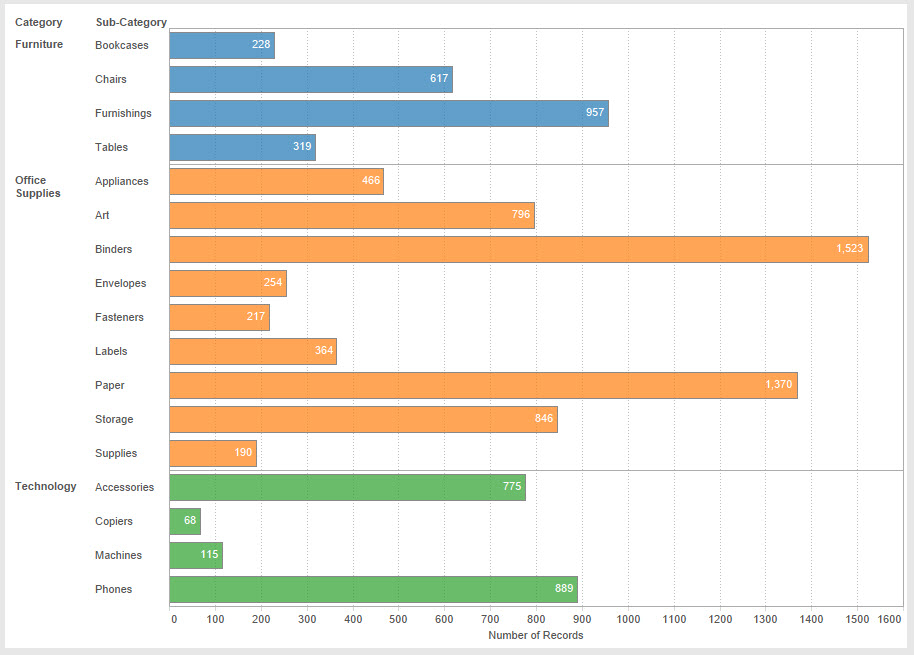 Category Sub-Category
Furniture Bookcases 228
Chairs 617
Furnishings 957
Tables 319
Office
Supplies
Appliances 466
Art 796
Binders 1,523
Envelopes 254
Fasteners 217
Labels 364
Paper 1,370
Storage 846
Supplies 190
Technology Accessories 775
Copiers 68
Machines 115
Phones 889
0 100 200 300 400 500 600 700 800 900 1000 1100 1200 1300 1400 1500 1600
Number of Records